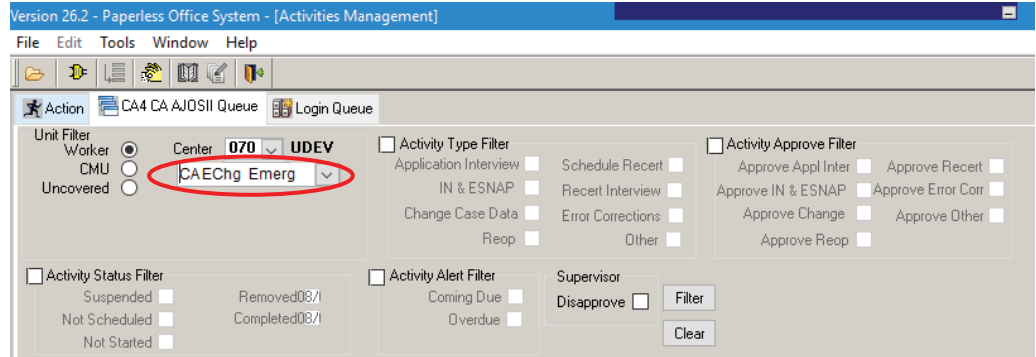 Version 26.2 - Paperless Office System - [Activities Management]
File Edit Tools Window Help
Action CA4 CA AJOSII Queue Login Queue
Unit Filter
Worker
CMU
Uncovered
Center 070 UDEV
CAEChg Emerg
Activity Type Filter
Application Interview Schedule Recert
IN & ESNAP Recert Interview
Change Case Data Error Corrections
Reop Other
Activity Approve Filter
Approve Appl Inter Approve Recert
Approve IN & ESNAP Approve Error Corr
Approve Change Approve Other
Approve Reop
Activity Status Filter
Suspended Removed08/
Not Scheduled Completed08/
Not Started
Activity Alert Filter
Coming Due
Overdue
Supervisor
Disapprove
Filter
Clear